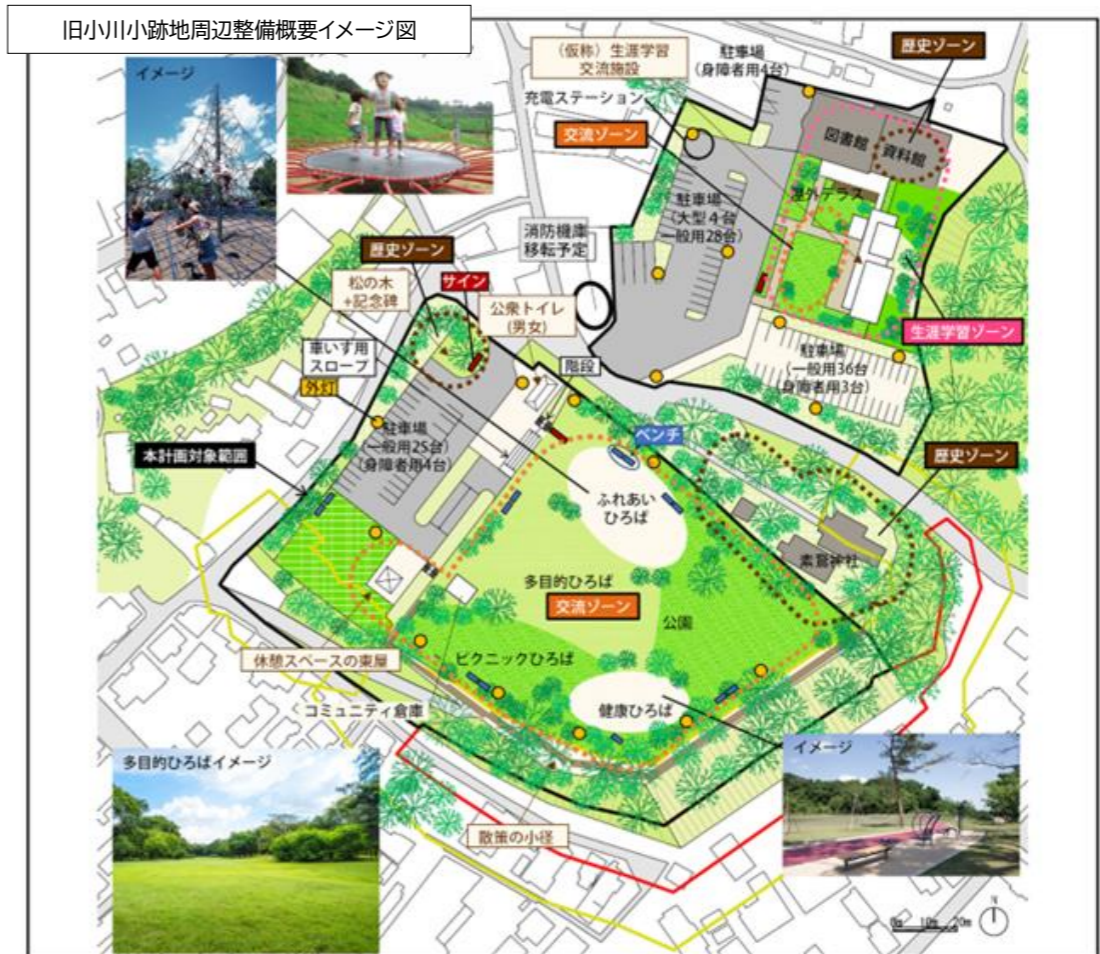 旧小川小跡地周辺整備概要イメージ図
イメージ
(仮称)生涯学習
交流施設
駐車場
(身障者用4台)
歴史ゾーン
充電ステーション
交流ゾーン
図書館
資料館
屋外テラス
駐車場
(大型4台
一般用28台)
消防機庫
移転予定
歴史ゾーン
サイン
松の木
+記念碑
公衆トイレ
(男女)
生涯学習ゾーン
車いす用
スロープ
階段
駐車場
(一般用36台)
(身障者用3台)
外灯
駐車場
(一般用25台)
(身障者用4台)
ベンチ
本計画対象範囲
歴史ゾーン
ふれあい
ひろば
素鵞神社
多目的ひろば
交流ゾーン
公園
ピクニックひろば
休憩スペースの東屋
健康ひろば
コミュニティ倉庫
多目的ひろばイメージ
イメージ
散策の小径
0m 10m 20m
N